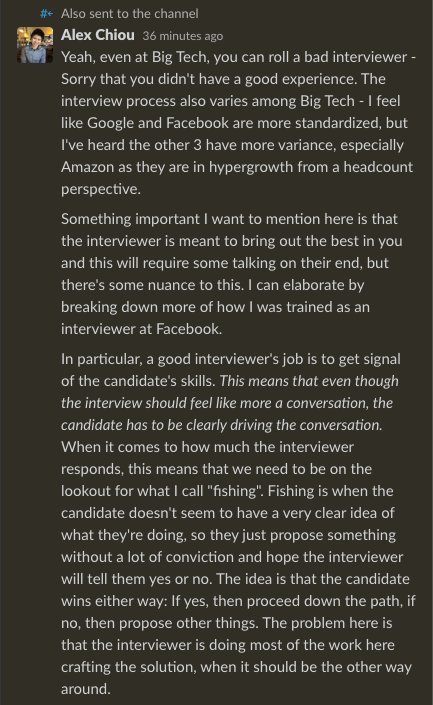 Also sent to the channel
Alex Chiou 36 minutes ago
Yeah, even at Big Tech, you can roll a bad interviewer -
Sorry that you didn't have a good experience. The
interview process also varies among Big Tech - I feel
like Google and Facebook are more standardized, but
I've heard the other 3 have more variance, especially
Amazon as they are in hypergrowth from a headcount
perspective.
Something important I want to mention here is that
the interviewer is meant to bring out the best in you
and this will require some talking on their end, but
there's some nuance to this. I can elaborate by
breaking down more of how I was trained as an
interviewer at Facebook.
In particular, a good interviewer's job is to get signal
of the candidate's skills. This means that even though
the interview should feel like more a conversation, the
candidate has to be clearly driving the conversation.
When it comes to how much the interviewer
responds, this means that we need to be on the
lookout for what I call "fishing". Fishing is when the
candidate doesn't seem to have a very clear idea of
what they're doing, so they just propose something
without a lot of conviction and hope the interviewer
will tell them yes or no. The idea is that the candidate
wins either way: If yes, then proceed down the path, if
no, then propose other things. The problem here is
that the interviewer is doing most of the work here
crafting the solution, when it should be the other way
around.